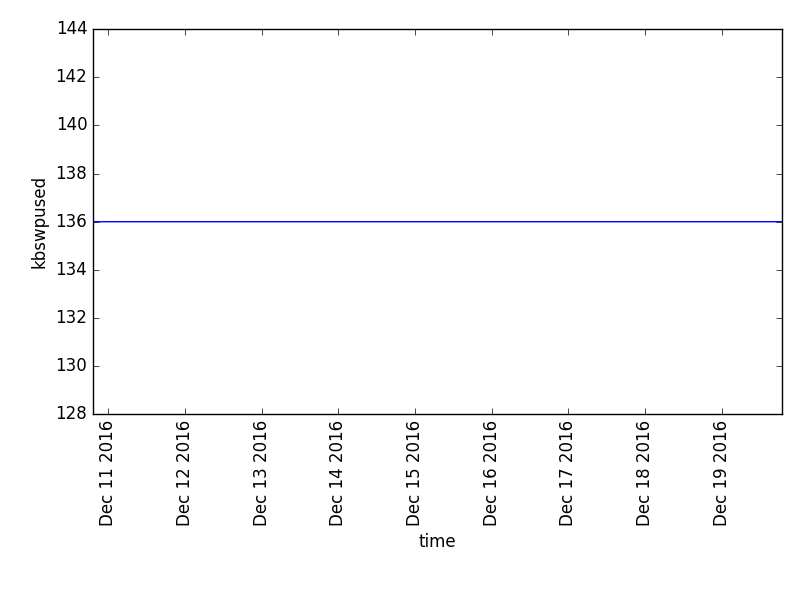 144
142
140
138
136
134
132
130
128
kbswpused
Dec 11 2016
Dec 12 2016
Dec 13 2016
Dec 14 2016
Dec 15 2016
Dec 16 2016
Dec 17 2016
Dec 18 2016
Dec 19 2016
time